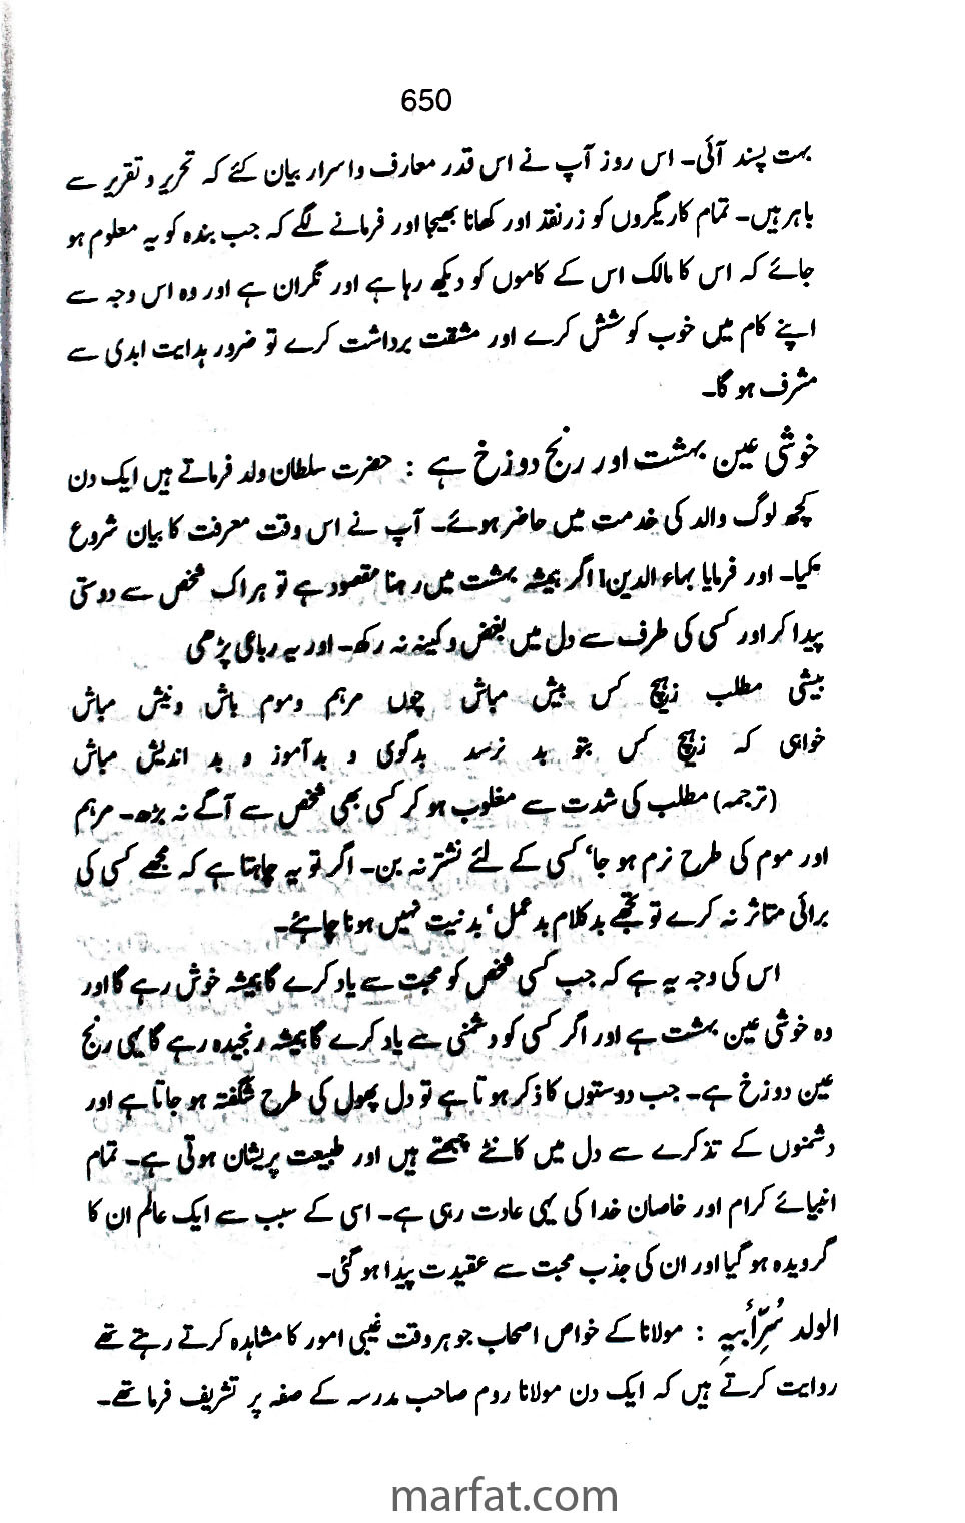 650
بہت پسند آئی۔ اس روز آپ نے اس قدر معارف و اسرار بیان کئے کہ تحریر و تقریر سے
باہر ہیں۔ تمام کاریگروں کو زر نقد اور کھانا بھیجا اور فرمانے لگے کہ جب بندہ کو یہ معلوم ہو
جائے کہ اس کا مالک اس کے کاموں کو دیکھ رہا ہے اور نگران ہے اور وہ اس وجہ سے
اپنے کام میں خوب کوشش کرے اور مشقت برداشت کرے تو ضرور ہدایت ابدی سے
مشرف ہو گا۔
خوشی عین بہشت اور رنج دوزخ ہے : حضرت سلطان ولد فرماتے ہیں ایک دن
کچھ لوگ والد کی خدمت میں حاضر ہوئے۔ آپ نے اس وقت معرفت کا بیان شروع
کیا۔ اور فرمایا بہاء الدین! اگر ہمیشہ بہشت میں رہنا مقصود ہے تو ہر اک شخص سے دوستی
پیدا کر اور کسی کی طرف سے دل میں بغض و کینہ نہ رکھ۔ اور یہ رباعی پڑھی
بیشی مطلب زہیچ کس بیش مباش چوں مرہم و موم باش و نیش مباش
خواہی کہ زہیچ کس بتو بد نرسد بدگوی و بد آموز و بد اندیش مباش
(ترجمہ) مطلب کی شدت سے مغلوب ہو کر کسی بھی شخص سے آگے نہ بڑھ۔ مرہم
اور موم کی طرح نرم ہو جا، کسی کے لئے نشتر نہ بن۔ اگر تو یہ چاہتا ہے کہ مجھے کسی کی
برائی متاثر نہ کرے تو تجھے بد کلام بد عمل، بد نیت نہیں ہونا چاہئے۔
اس کی وجہ یہ ہے کہ جب کسی شخص کو محبت سے یاد کرے گا ہمیشہ خوش رہے گا اور
وہ خوشی عین بہشت ہے اور اگر کسی کو دشمنی سے یاد کرے گا ہمیشہ رنجیدہ رہے گا یہی رنج
عین دوزخ ہے۔ جب دوستوں کا ذکر ہوتا ہے تو دل پھول کی طرح شگفتہ ہو جاتا ہے اور
دشمنوں کے تذکرے سے دل میں کانٹے چبھتے ہیں اور طبیعت پریشان ہوتی ہے۔ تمام
انبیائے کرام اور خاصان خدا کی یہی عادت رہی ہے۔ اسی کے سبب سے ایک عالم ان کا
گرویدہ ہو گیا اور ان کی جذب محبت سے عقیدت پیدا ہو گئی۔
الولد سُرِّ أبیہِ : مولانا کے خواص اصحاب جو ہر وقت غیبی امور کا مشاہدہ کرتے رہتے تھے
روایت کرتے ہیں کہ ایک دن مولانا روم صاحب مدرسہ کے صفہ پر تشریف فرما تھے۔
marfat.com